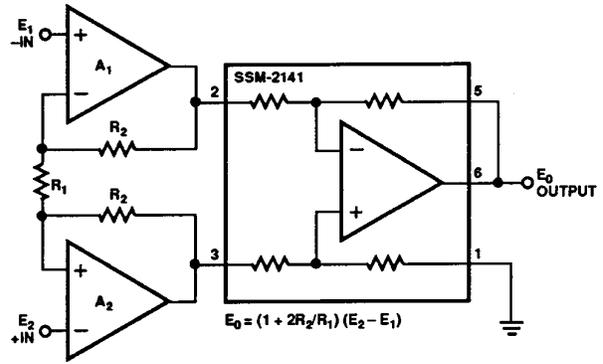 E1
–IN
+
A1
–
R2
R1
R2
+
A2
–
E2
+IN
SSM-2141
2
5
–
+
6
E0
OUTPUT
3
1
E0 = (1 + 2R2/R1) (E2 – E1)